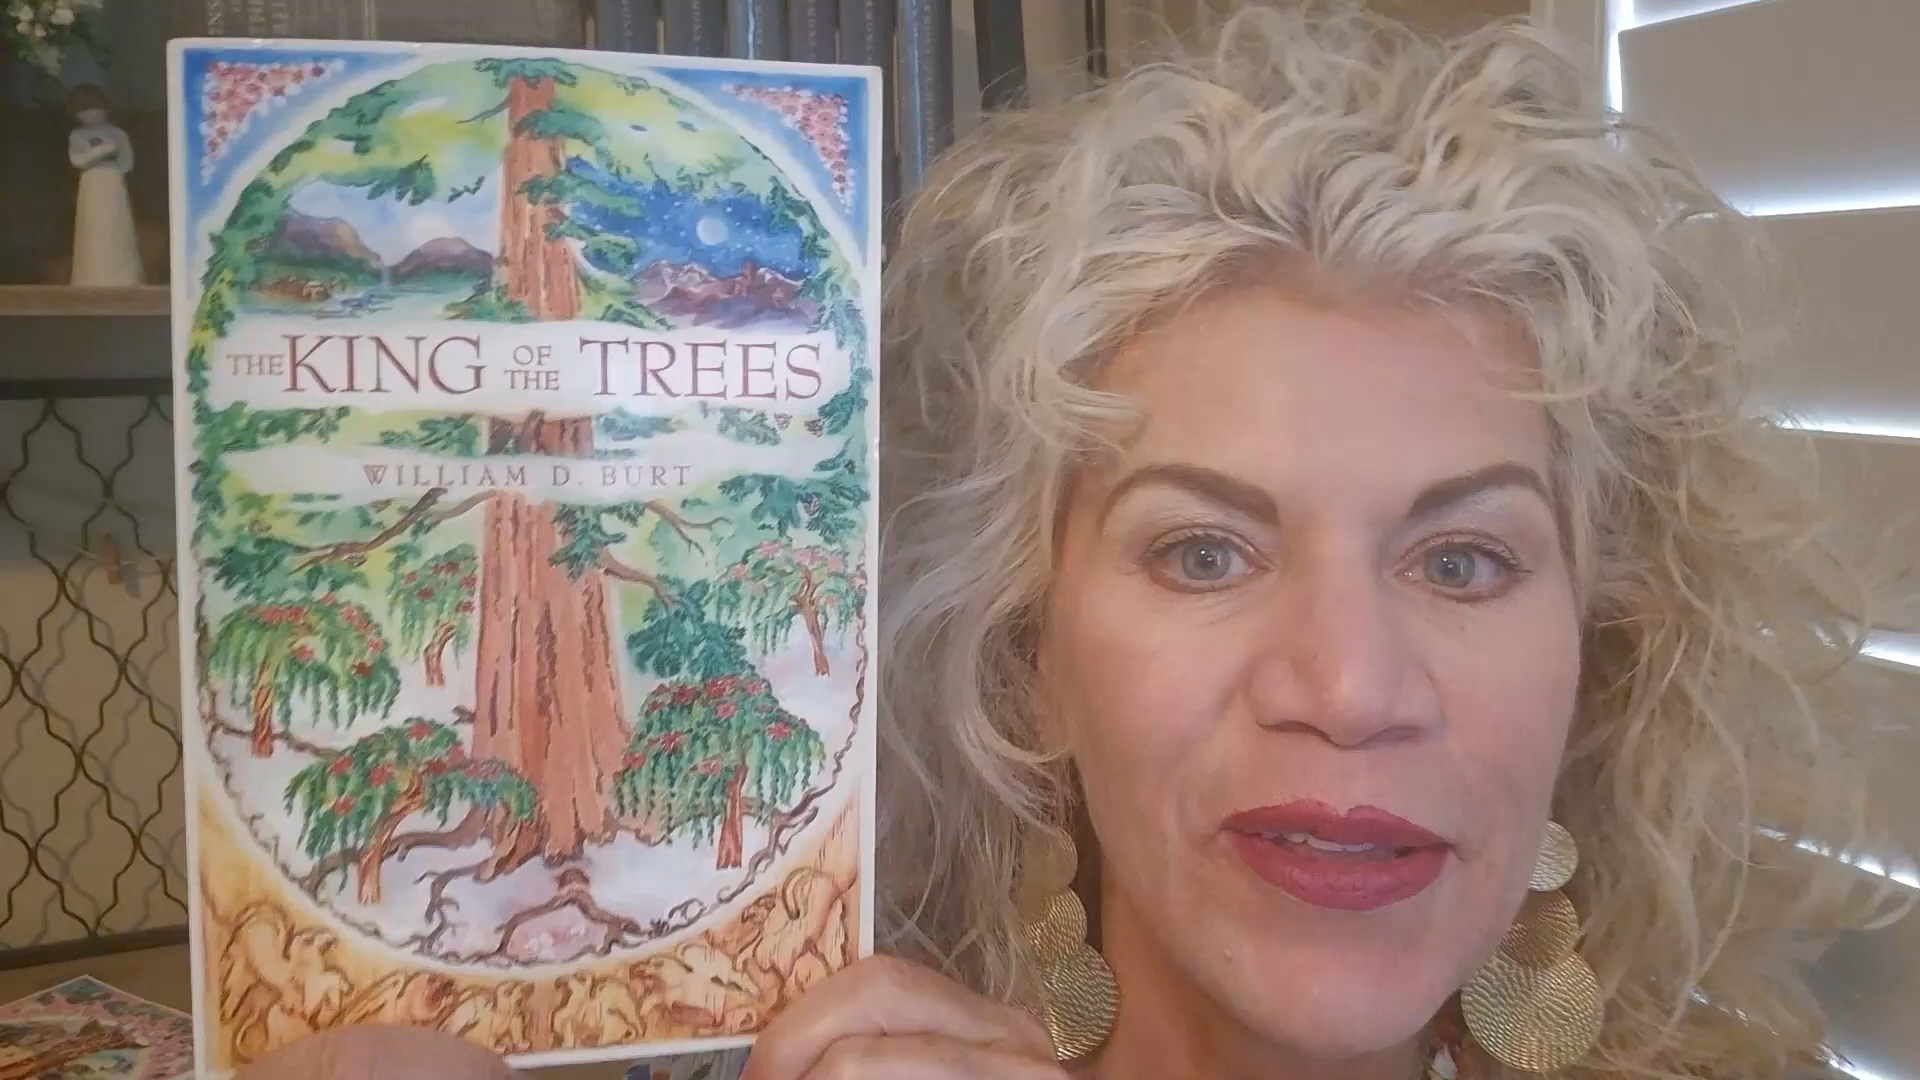 THE KING OF THE TREES
WILLIAM D. BURT